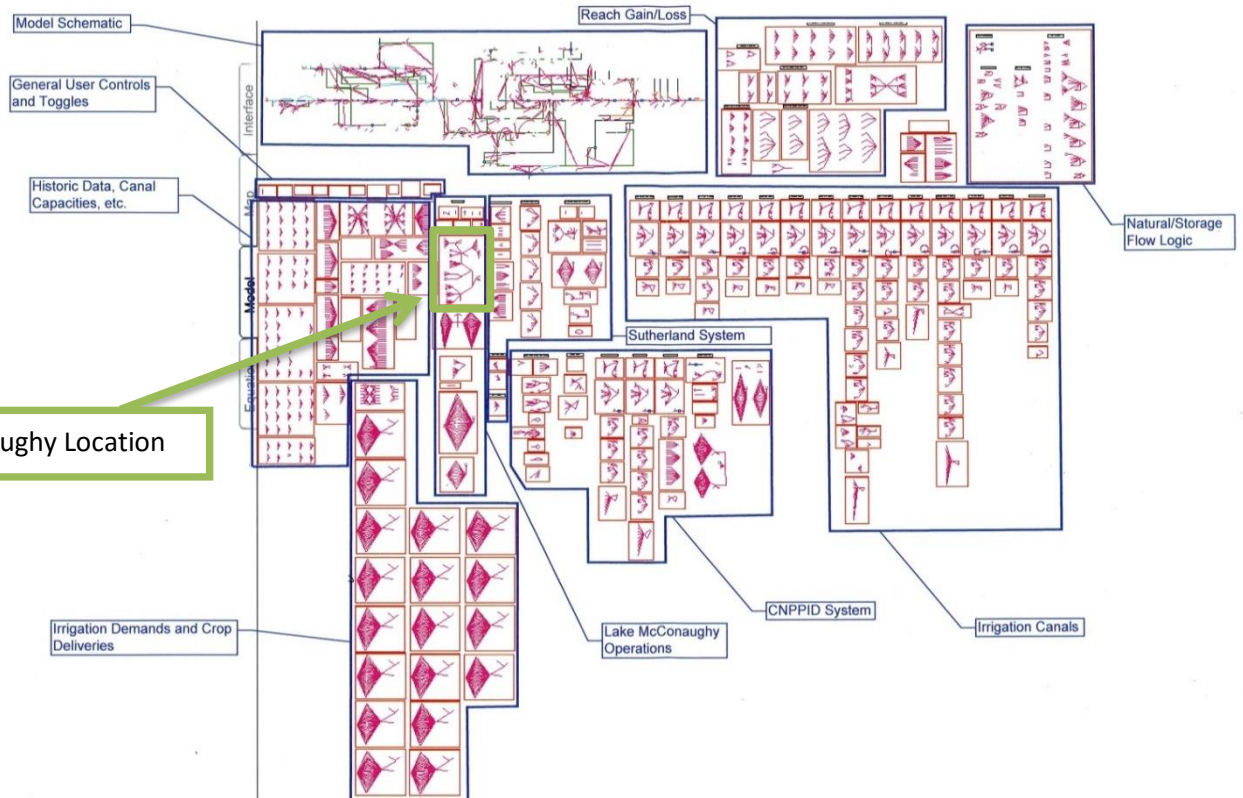 Model Schematic
Reach Gain/Loss
General User Controls
and Toggles
Interface
Historic Data, Canal
Capacities, etc.
Map
Natural/Storage
Flow Logic
Model
Sutherland System
Equation
ughy Location
CNPPID System
Irrigation Demands and Crop
Deliveries
Lake McConaughy
Operations
Irrigation Canals